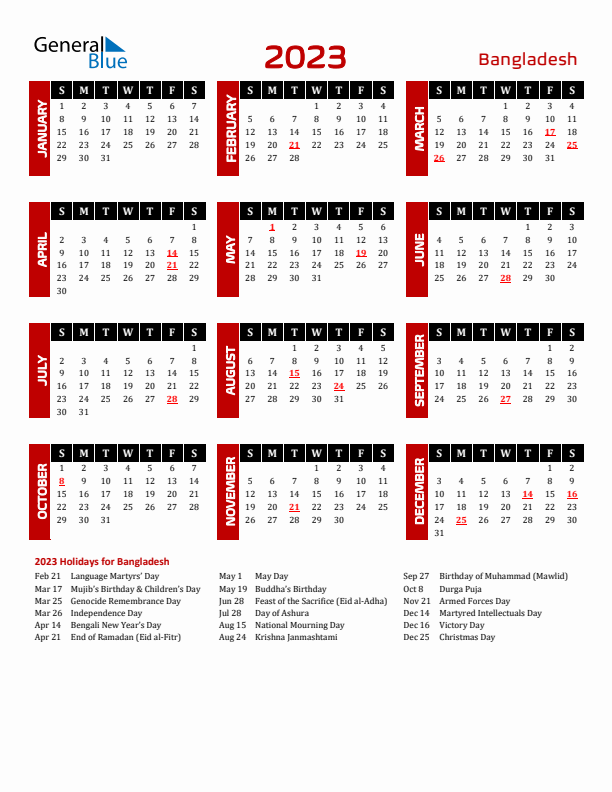 General
Blue
2023
Bangladesh
JANUARY
S M T W T F S
1 2 3 4 5 6 7
8 9 10 11 12 13 14
15 16 17 18 19 20 21
22 23 24 25 26 27 28
29 30 31
FEBRUARY
S M T W T F S
1 2 3 4
5 6 7 8 9 10 11
12 13 14 15 16 17 18
19 20 21 22 23 24 25
26 27 28
MARCH
S M T W T F S
1 2 3 4
5 6 7 8 9 10 11
12 13 14 15 16 17 18
19 20 21 22 23 24 25
26 27 28 29 30 31
APRIL
S M T W T F S
1
2 3 4 5 6 7 8
9 10 11 12 13 14 15
16 17 18 19 20 21 22
23 24 25 26 27 28 29
30
MAY
S M T W T F S
1 2 3 4 5 6
7 8 9 10 11 12 13
14 15 16 17 18 19 20
21 22 23 24 25 26 27
28 29 30 31
JUNE
S M T W T F S
1 2 3
4 5 6 7 8 9 10
11 12 13 14 15 16 17
18 19 20 21 22 23 24
25 26 27 28 29 30
JULY
S M T W T F S
1
2 3 4 5 6 7 8
9 10 11 12 13 14 15
16 17 18 19 20 21 22
23 24 25 26 27 28 29
30 31
AUGUST
S M T W T F S
1 2 3 4 5
6 7 8 9 10 11 12
13 14 15 16 17 18 19
20 21 22 23 24 25 26
27 28 29 30 31
SEPTEMBER
S M T W T F S
1 2
3 4 5 6 7 8 9
10 11 12 13 14 15 16
17 18 19 20 21 22 23
24 25 26 27 28 29 30
OCTOBER
S M T W T F S
1 2 3 4 5 6 7
8 9 10 11 12 13 14
15 16 17 18 19 20 21
22 23 24 25 26 27 28
29 30 31
NOVEMBER
S M T W T F S
1 2 3 4
5 6 7 8 9 10 11
12 13 14 15 16 17 18
19 20 21 22 23 24 25
26 27 28 29 30
DECEMBER
S M T W T F S
1 2
3 4 5 6 7 8 9
10 11 12 13 14 15 16
17 18 19 20 21 22 23
24 25 26 27 28 29 30
31
2023 Holidays for Bangladesh
Feb 21 Language Martyrs' Day
Mar 17 Mujib's Birthday & Children's Day
Mar 25 Genocide Remembrance Day
Mar 26 Independence Day
Apr 14 Bengali New Year's Day
Apr 21 End of Ramadan (Eid al-Fitr)
May 1 May Day
May 19 Buddha's Birthday
Jun 28 Feast of the Sacrifice (Eid al-Adha)
Jul 28 Day of Ashura
Aug 15 National Mourning Day
Aug 24 Krishna Janmashtami
Sep 27 Birthday of Muhammad (Mawlid)
Oct 8 Durga Puja
Nov 21 Armed Forces Day
Dec 14 Martyred Intellectuals Day
Dec 16 Victory Day
Dec 25 Christmas Day